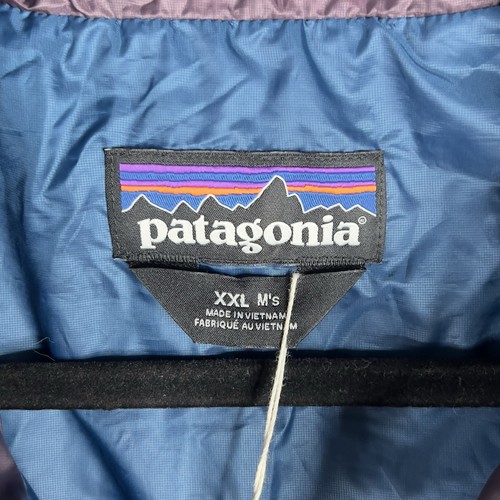 patagonia®
XXL M's
MADE IN VIETNAM
FABRIQUÉ AU VIETNAM